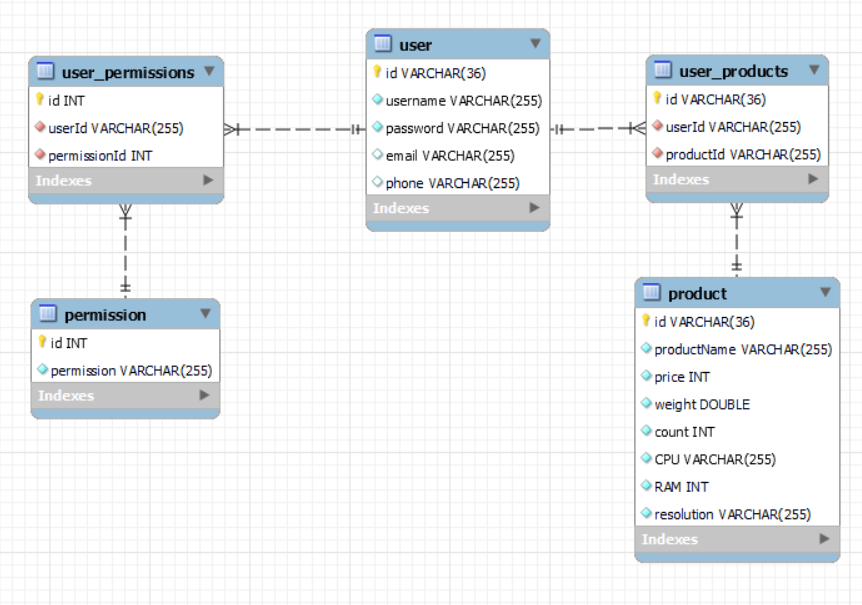 user_permissions
id INT
userId VARCHAR(255)
permissionId INT
Indexes
user
id VARCHAR(36)
username VARCHAR(255)
password VARCHAR(255)
email VARCHAR(255)
phone VARCHAR(255)
Indexes
user_products
id VARCHAR(36)
userId VARCHAR(255)
productId VARCHAR(255)
Indexes
permission
id INT
permission VARCHAR(255)
Indexes
product
id VARCHAR(36)
productName VARCHAR(255)
price INT
weight DOUBLE
count INT
CPU VARCHAR(255)
RAM INT
resolution VARCHAR(255)
Indexes